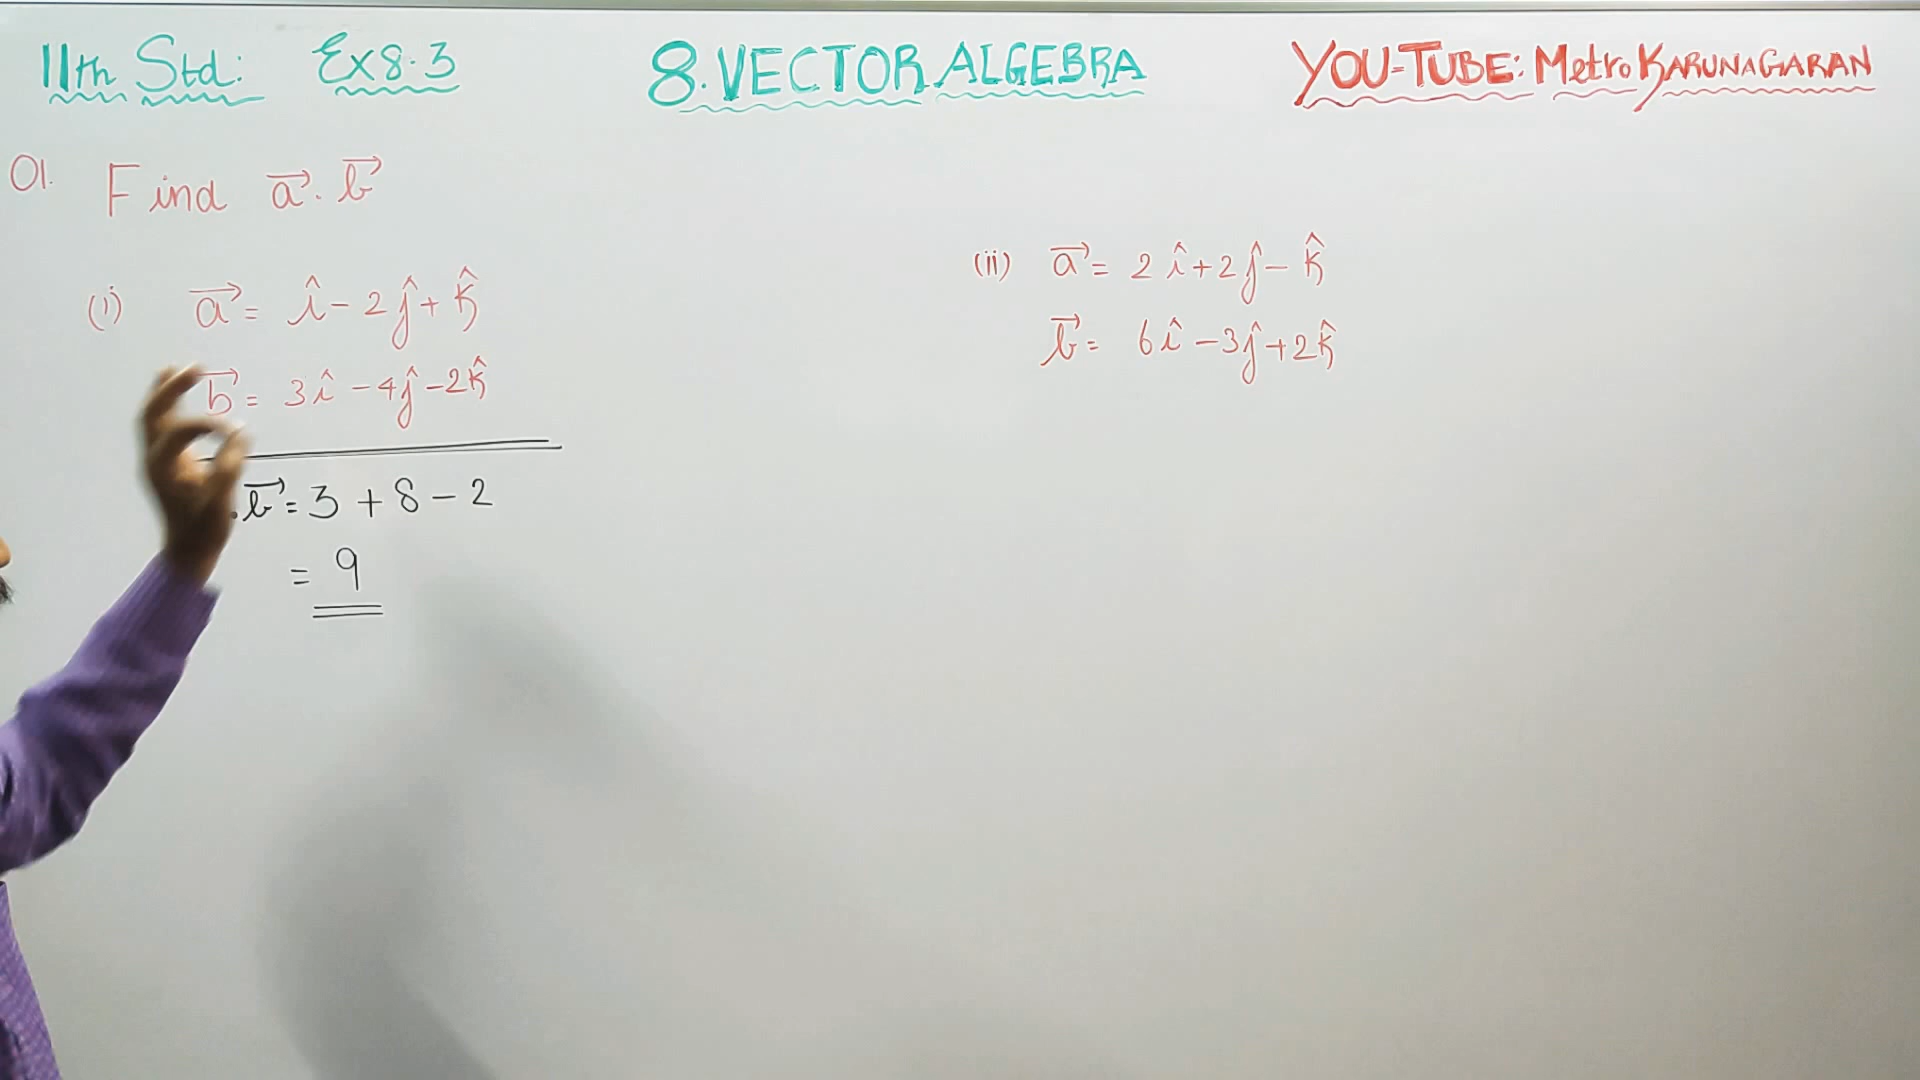 11th Std: Ex 8.3 8. VECTOR ALGEBRA YOU-TUBE: Metro KARUNAGARAN
01. Find a⃗ . b⃗
(i) a⃗ = î - 2ĵ + k̂
b⃗ = 3î - 4ĵ - 2k̂
. b⃗ = 3 + 8 - 2
= 9
(ii) a⃗ = 2î + 2ĵ - k̂
b⃗ = 6î - 3ĵ + 2k̂